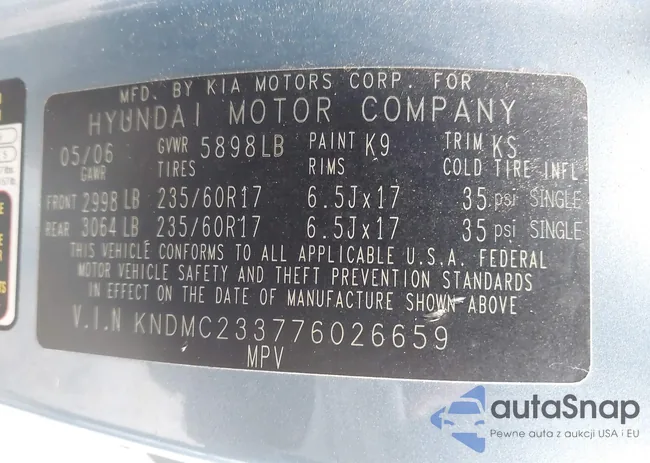 MFD. BY KIA MOTORS CORP. FOR
HYUNDAI MOTOR COMPANY
05/06 GVWR 5898LB PAINT K9 TRIM KS
GAWR TIRES RIMS COLD TIRE INFL
FRONT 2998 LB 235/60R17 6.5Jx17 35 psi SINGLE
REAR 3064 LB 235/60R17 6.5Jx17 35 psi SINGLE
THIS VEHICLE CONFORMS TO ALL APPLICABLE U.S.A. FEDERAL
MOTOR VEHICLE SAFETY AND THEFT PREVENTION STANDARDS
IN EFFECT ON THE DATE OF MANUFACTURE SHOWN ABOVE
V.I.N KNDMC233776026659
MPV
autaSnap
Pewne auta z aukcji USA i EU